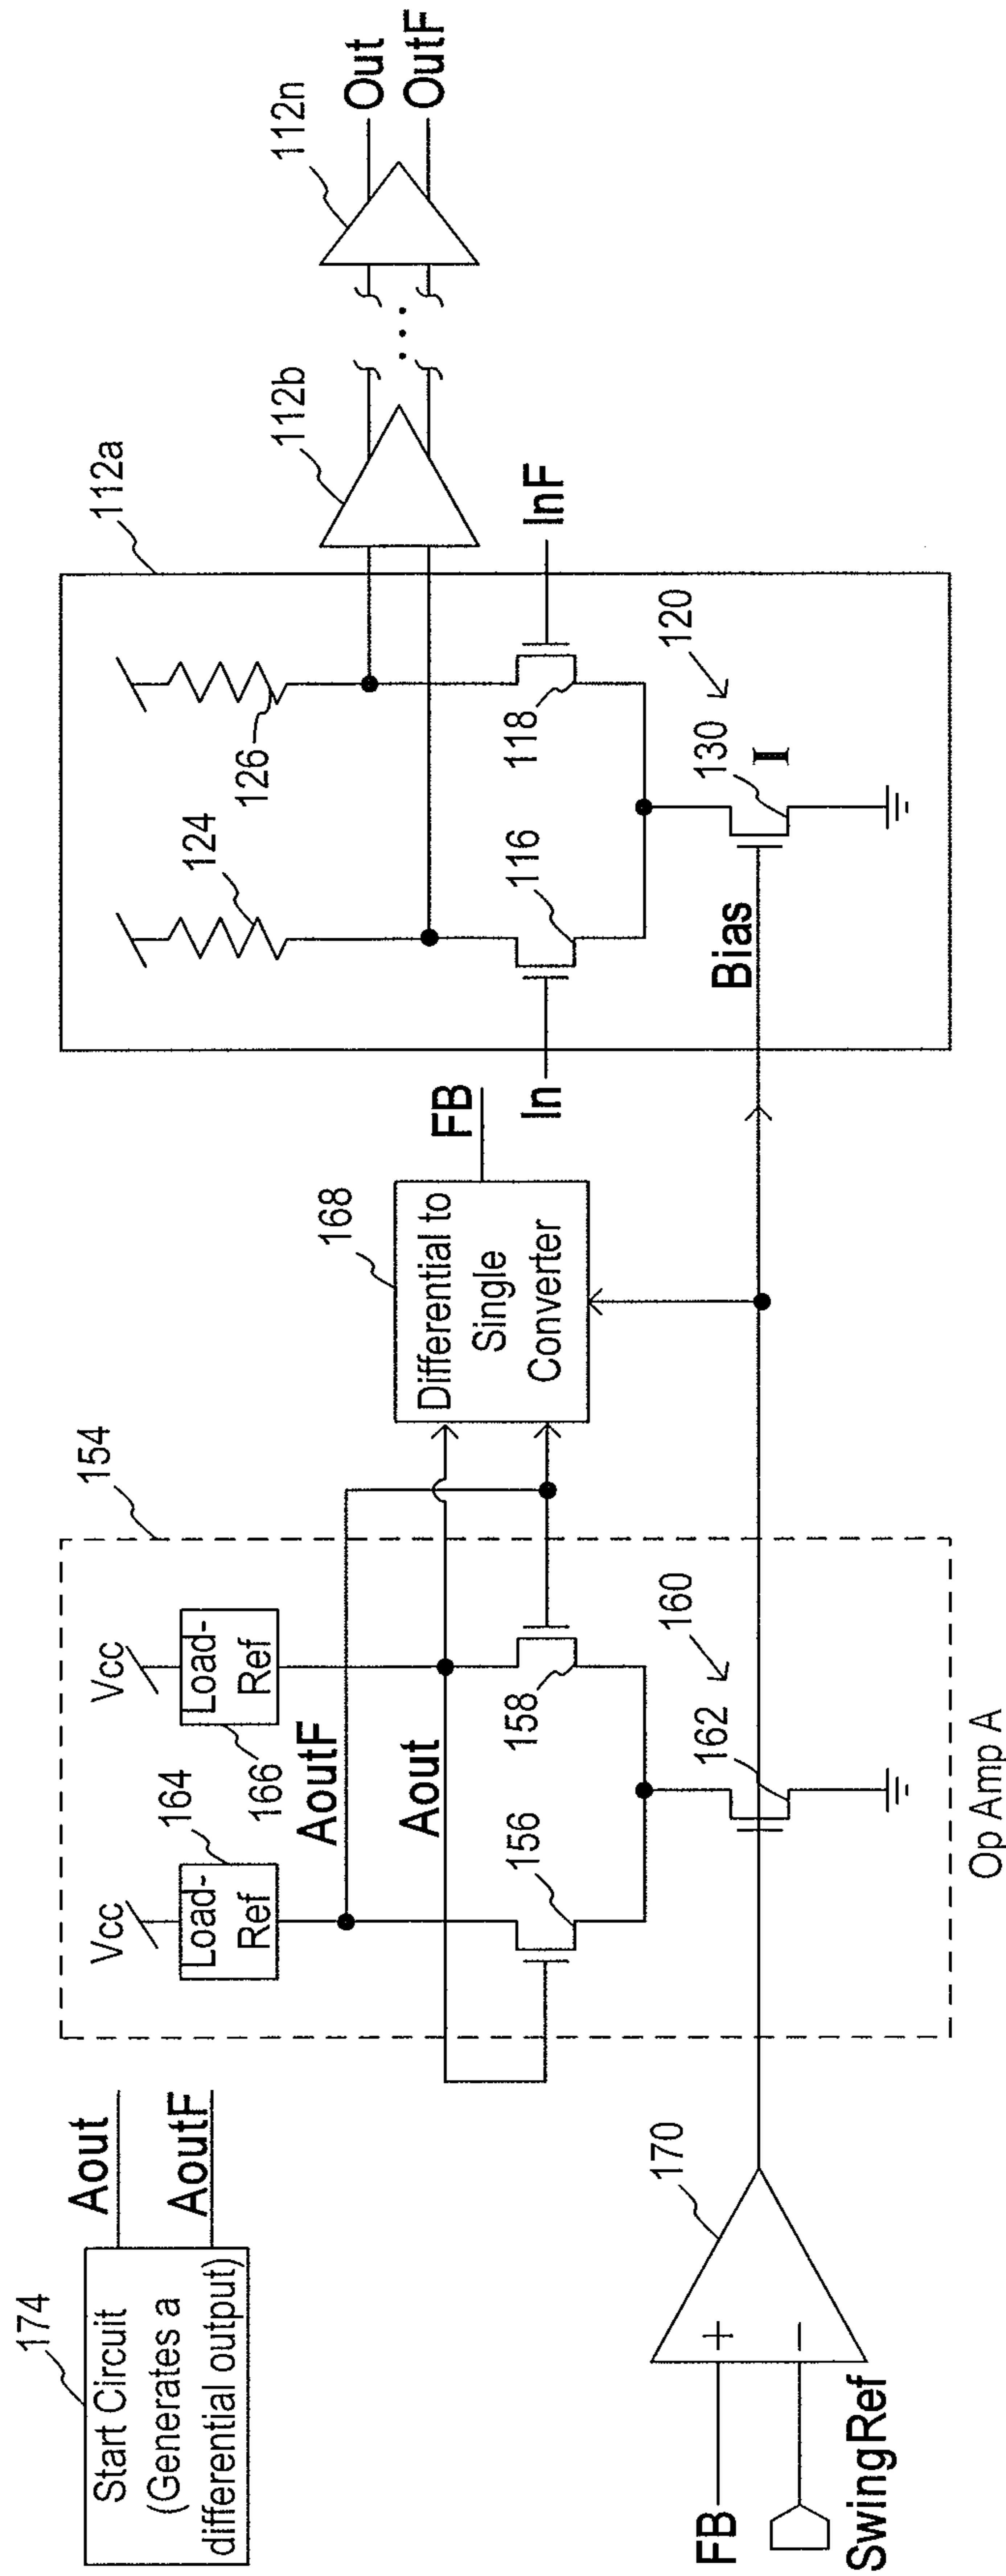 174
Start Circuit
(Generates a
differential output)
Aout
AoutF
154
Vcc
Vcc
164
Load-
Ref
Load-
Ref
166
AoutF
Aout
156
158
160
162
Op Amp A
170
+
−
FB
SwingRef
168
Differential to
Single
Converter
FB
112a
124
126
In
116
118
InF
120
130
I
Bias
112b
...
112n
Out
OutF